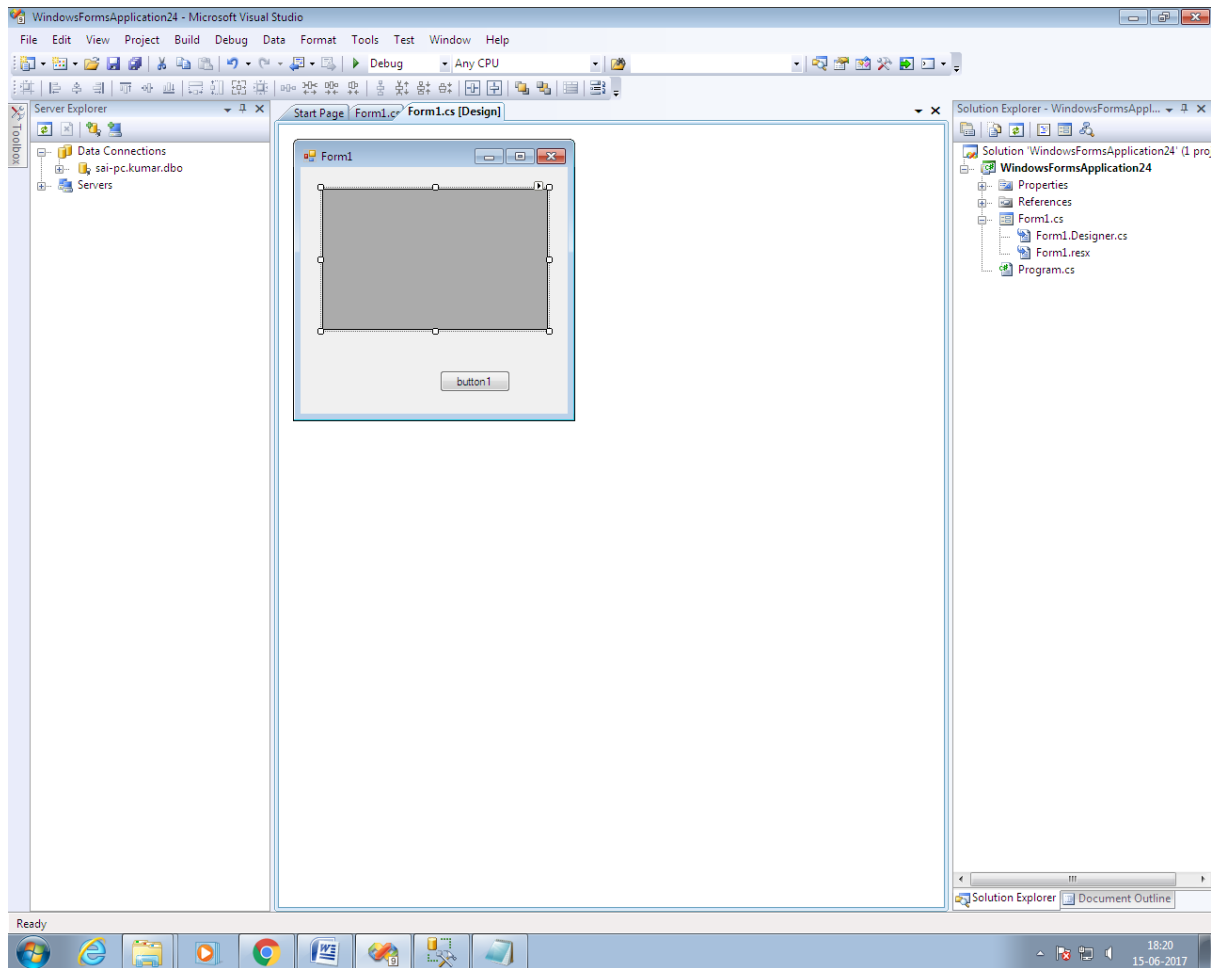 WindowsFormsApplication24 - Microsoft Visual Studio
File Edit View Project Build Debug Data Format Tools Test Window Help
Debug Any CPU
Toolbox
Server Explorer
Data Connections
sai-pc.kumar.dbo
Servers
Start Page Form1.cs Form1.cs [Design]
Form1
button1
Solution Explorer - WindowsFormsAppl...
Solution 'WindowsFormsApplication24' (1 pro
WindowsFormsApplication24
Properties
References
Form1.cs
Form1.Designer.cs
Form1.resx
Program.cs
Solution Explorer Document Outline
Ready
18:20
15-06-2017